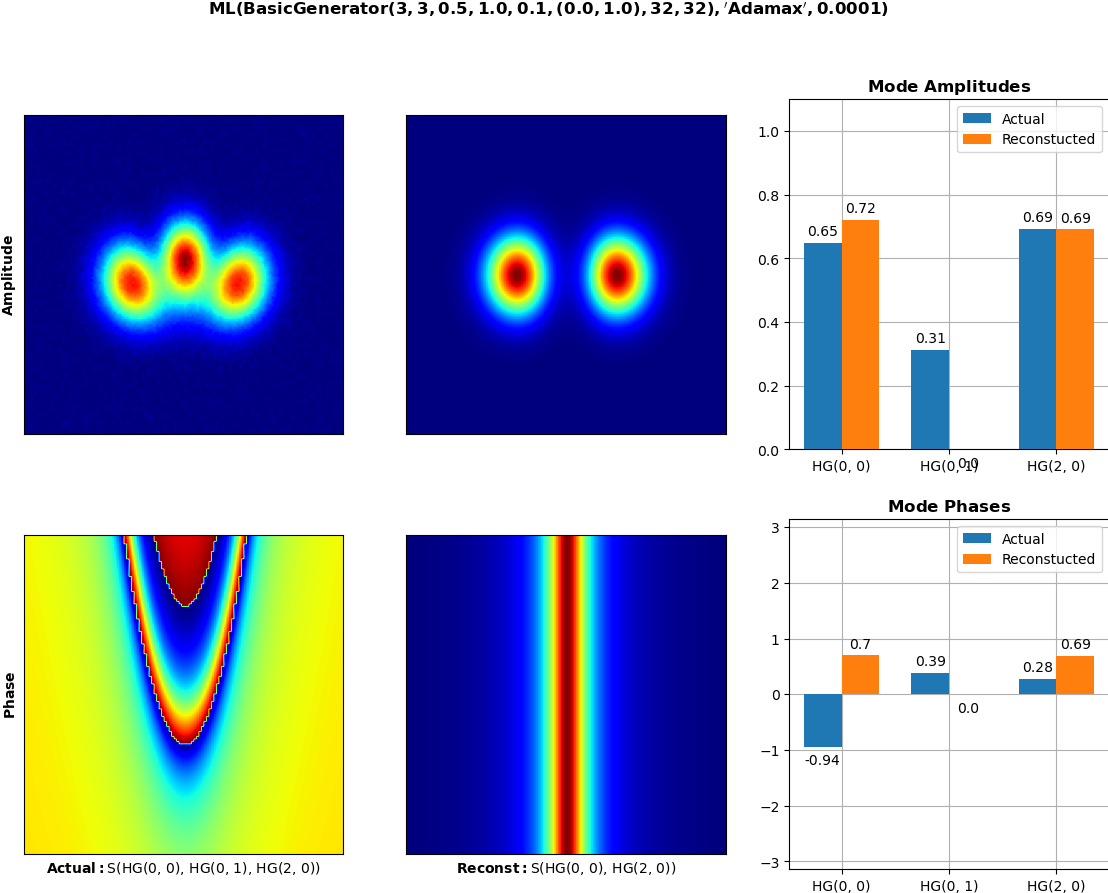 ML(BasicGenerator(3, 3, 0.5, 1.0, 0.1, (0.0, 1.0), 32, 32), ′Adamax′, 0.0001)
Amplitude
Mode Amplitudes
Actual
Reconstucted
1.0
0.8
0.6
0.4
0.2
0.0
0.65
0.72
0.31
0.0
0.69
0.69
HG(0, 0)
HG(0, 1)
HG(2, 0)
Phase
Actual:S(HG(0, 0), HG(0, 1), HG(2, 0))
Reconst:S(HG(0, 0), HG(2, 0))
Mode Phases
Actual
Reconstucted
3
2
1
0
−1
−2
−3
-0.94
0.7
0.39
0.0
0.28
0.69
HG(0, 0)
HG(0, 1)
HG(2, 0)